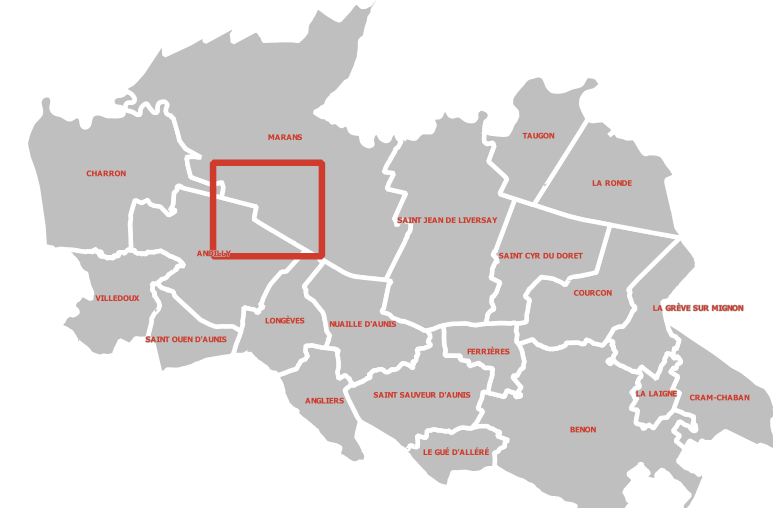 MARANS
TAUGON
CHARRON
LA RONDE
SAINT JEAN DE LIVERSAY
ANDILLY
SAINT CYR DU DORET
VILLEDOUX
COURCON
LA GRÈVE SUR MIGNON
LONGÈVES
NUAILLE D'AUNIS
SAINT OUEN D'AUNIS
FERRIÈRES
SAINT SAUVEUR D'AUNIS
LA LAIGNE
CRAM-CHABAN
ANGLIERS
BENON
LE GUÉ D'ALLÉRÉ